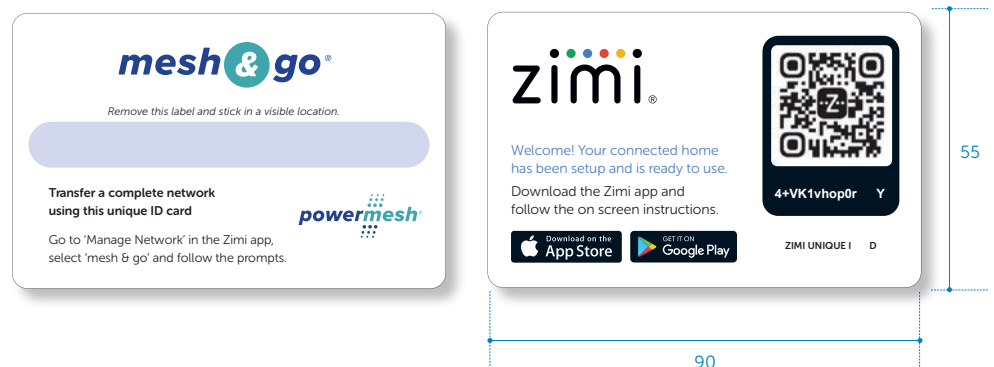 mesh & go®
Remove this label and stick in a visible location.
Transfer a complete network
using this unique ID card
powermesh®
Go to ‘Manage Network’ in the Zimi app,
select ‘mesh & go’ and follow the prompts.
zimi®
Welcome! Your connected home
has been setup and is ready to use.
Download the Zimi app and
follow the on screen instructions.
Download on the
App Store
GET IT ON
Google Play
Z
4+VK1vhop0r Y
ZIMI UNIQUE I D
55
90